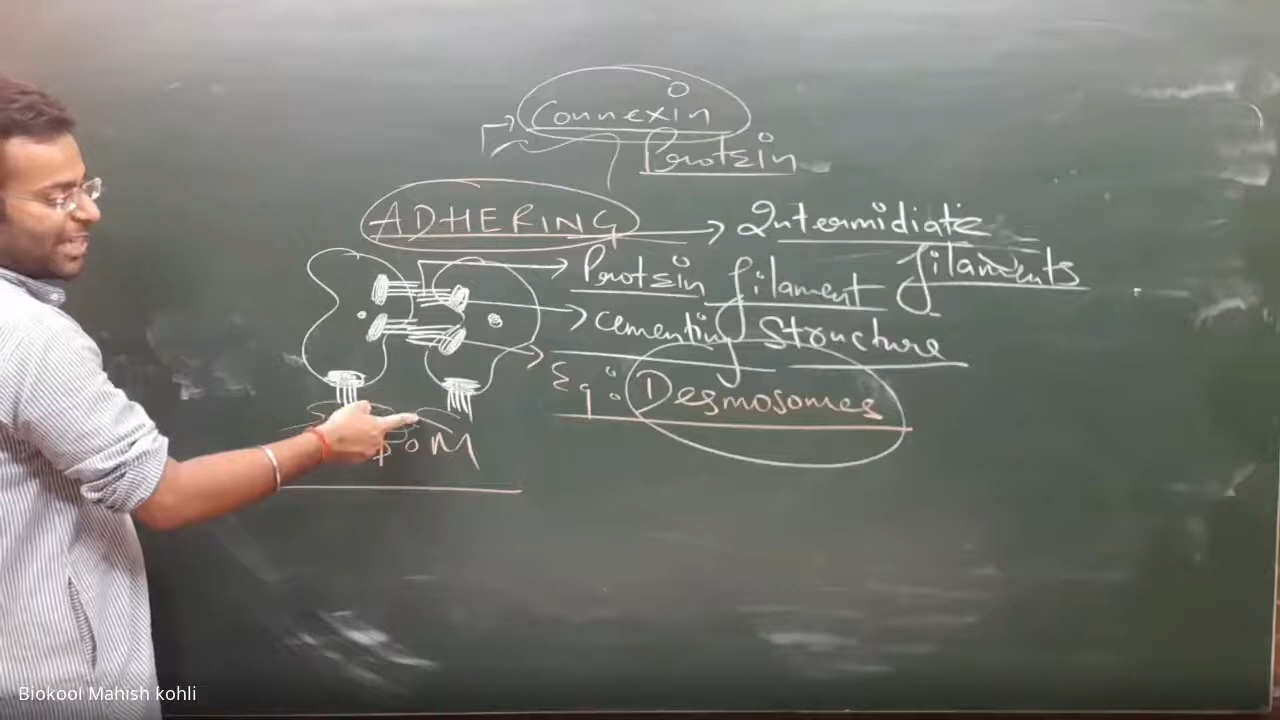 Connexin
Protein
ADHERING → Intermidiate
filaments
Protein filament
cementing structure
Eg: Desmosomes
Biokool Mahish kohli